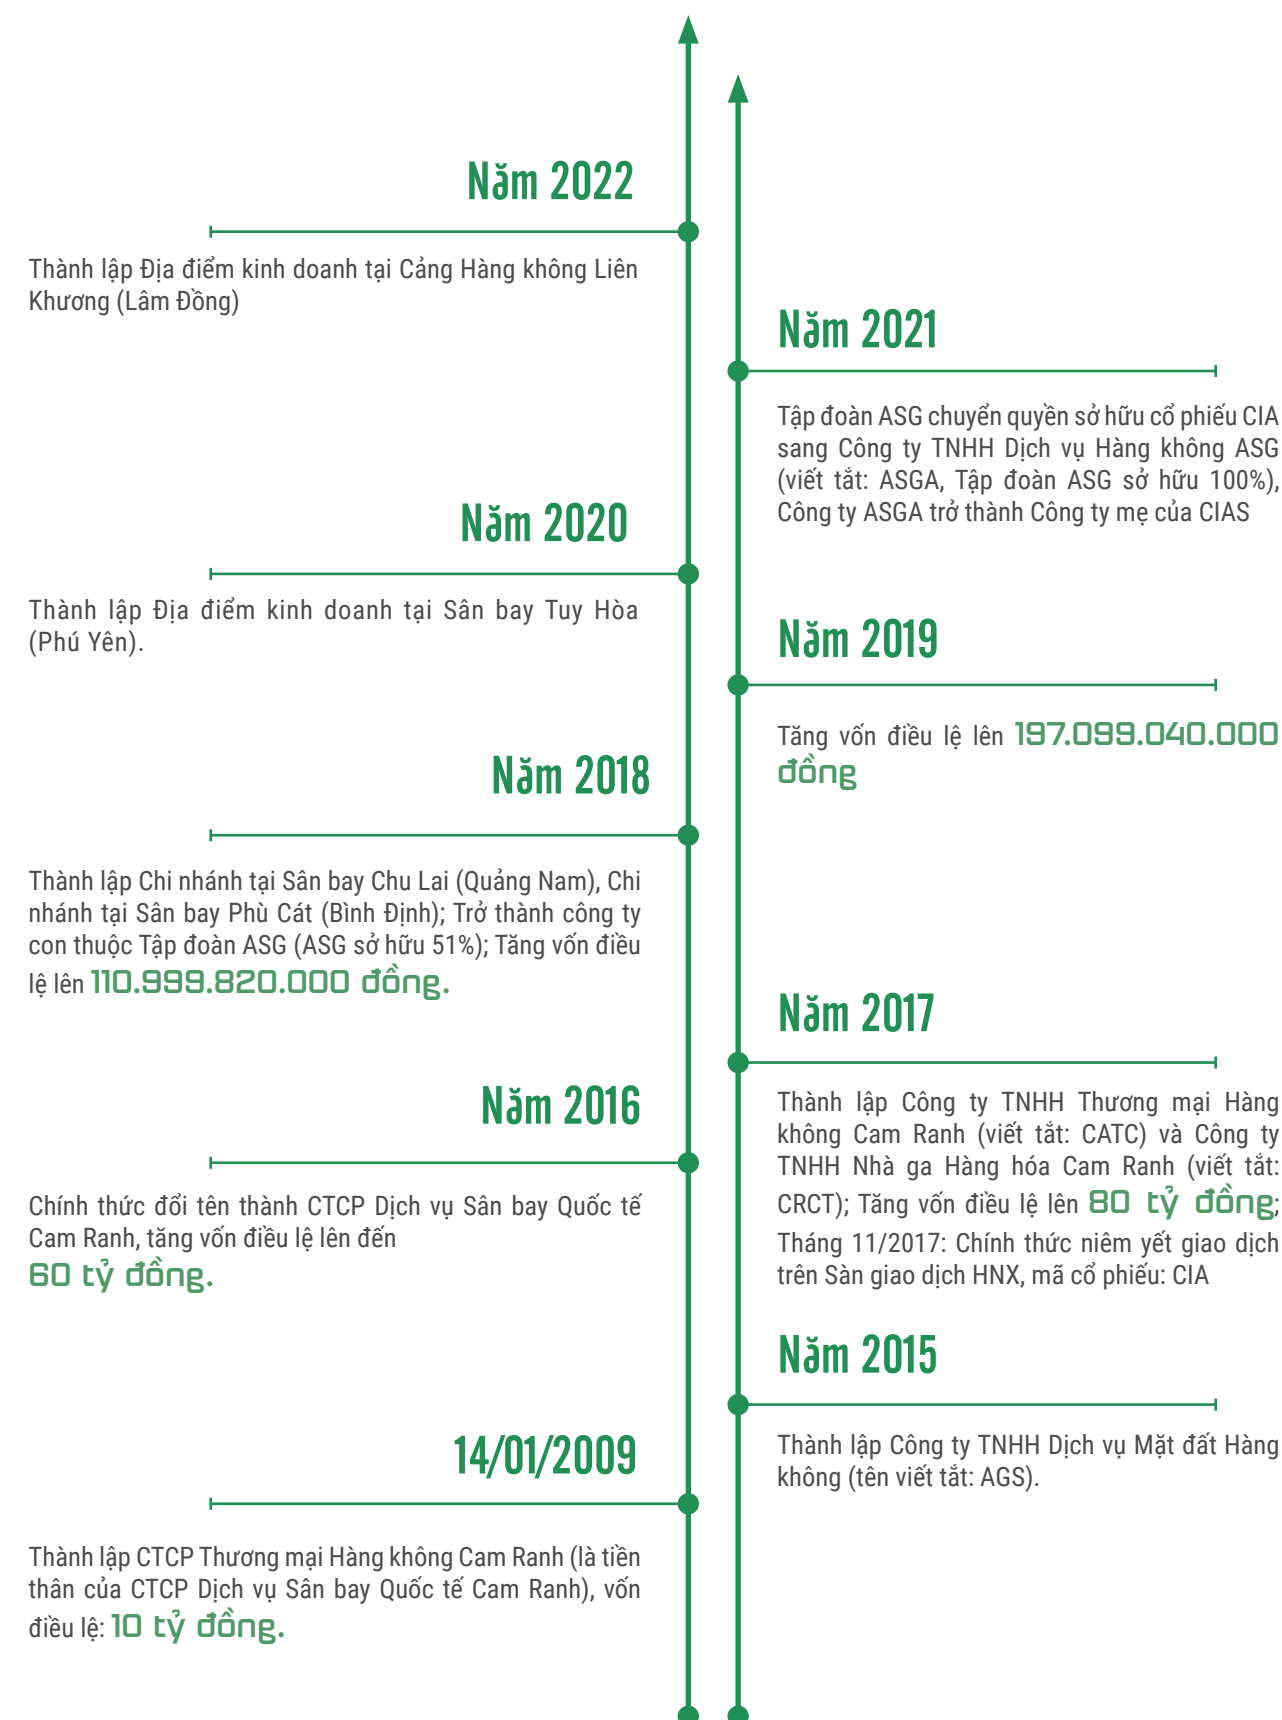 Năm 2022
Thành lập Địa điểm kinh doanh tại Cảng Hàng không Liên
Khương (Lâm Đồng)
Năm 2021
Tập đoàn ASG chuyển quyền sở hữu cổ phiếu CIA
sang Công ty TNHH Dịch vụ Hàng không ASG
(viết tắt: ASGA, Tập đoàn ASG sở hữu 100%),
Công ty ASGA trở thành Công ty mẹ của CIAS
Năm 2020
Thành lập Địa điểm kinh doanh tại Sân bay Tuy Hòa
(Phú Yên).
Năm 2019
Tăng vốn điều lệ lên 197.099.040.000
đồng
Năm 2018
Thành lập Chi nhánh tại Sân bay Chu Lai (Quảng Nam), Chi
nhánh tại Sân bay Phù Cát (Bình Định); Trở thành công ty
con thuộc Tập đoàn ASG (ASG sở hữu 51%); Tăng vốn điều
lệ lên 110.999.820.000 đồng.
Năm 2017
Thành lập Công ty TNHH Thương mại Hàng
không Cam Ranh (viết tắt: CATC) và Công ty
TNHH Nhà ga Hàng hóa Cam Ranh (viết tắt:
CRCT); Tăng vốn điều lệ lên 80 tỷ đồng;
Tháng 11/2017: Chính thức niêm yết giao dịch
trên Sàn giao dịch HNX, mã cổ phiếu: CIA
Năm 2016
Chính thức đổi tên thành CTCP Dịch vụ Sân bay Quốc tế
Cam Ranh, tăng vốn điều lệ lên đến
60 tỷ đồng.
Năm 2015
Thành lập Công ty TNHH Dịch vụ Mặt đất Hàng
không (tên viết tắt: AGS).
14/01/2009
Thành lập CTCP Thương mại Hàng không Cam Ranh (là tiền
thân của CTCP Dịch vụ Sân bay Quốc tế Cam Ranh), vốn
điều lệ: 10 tỷ đồng.